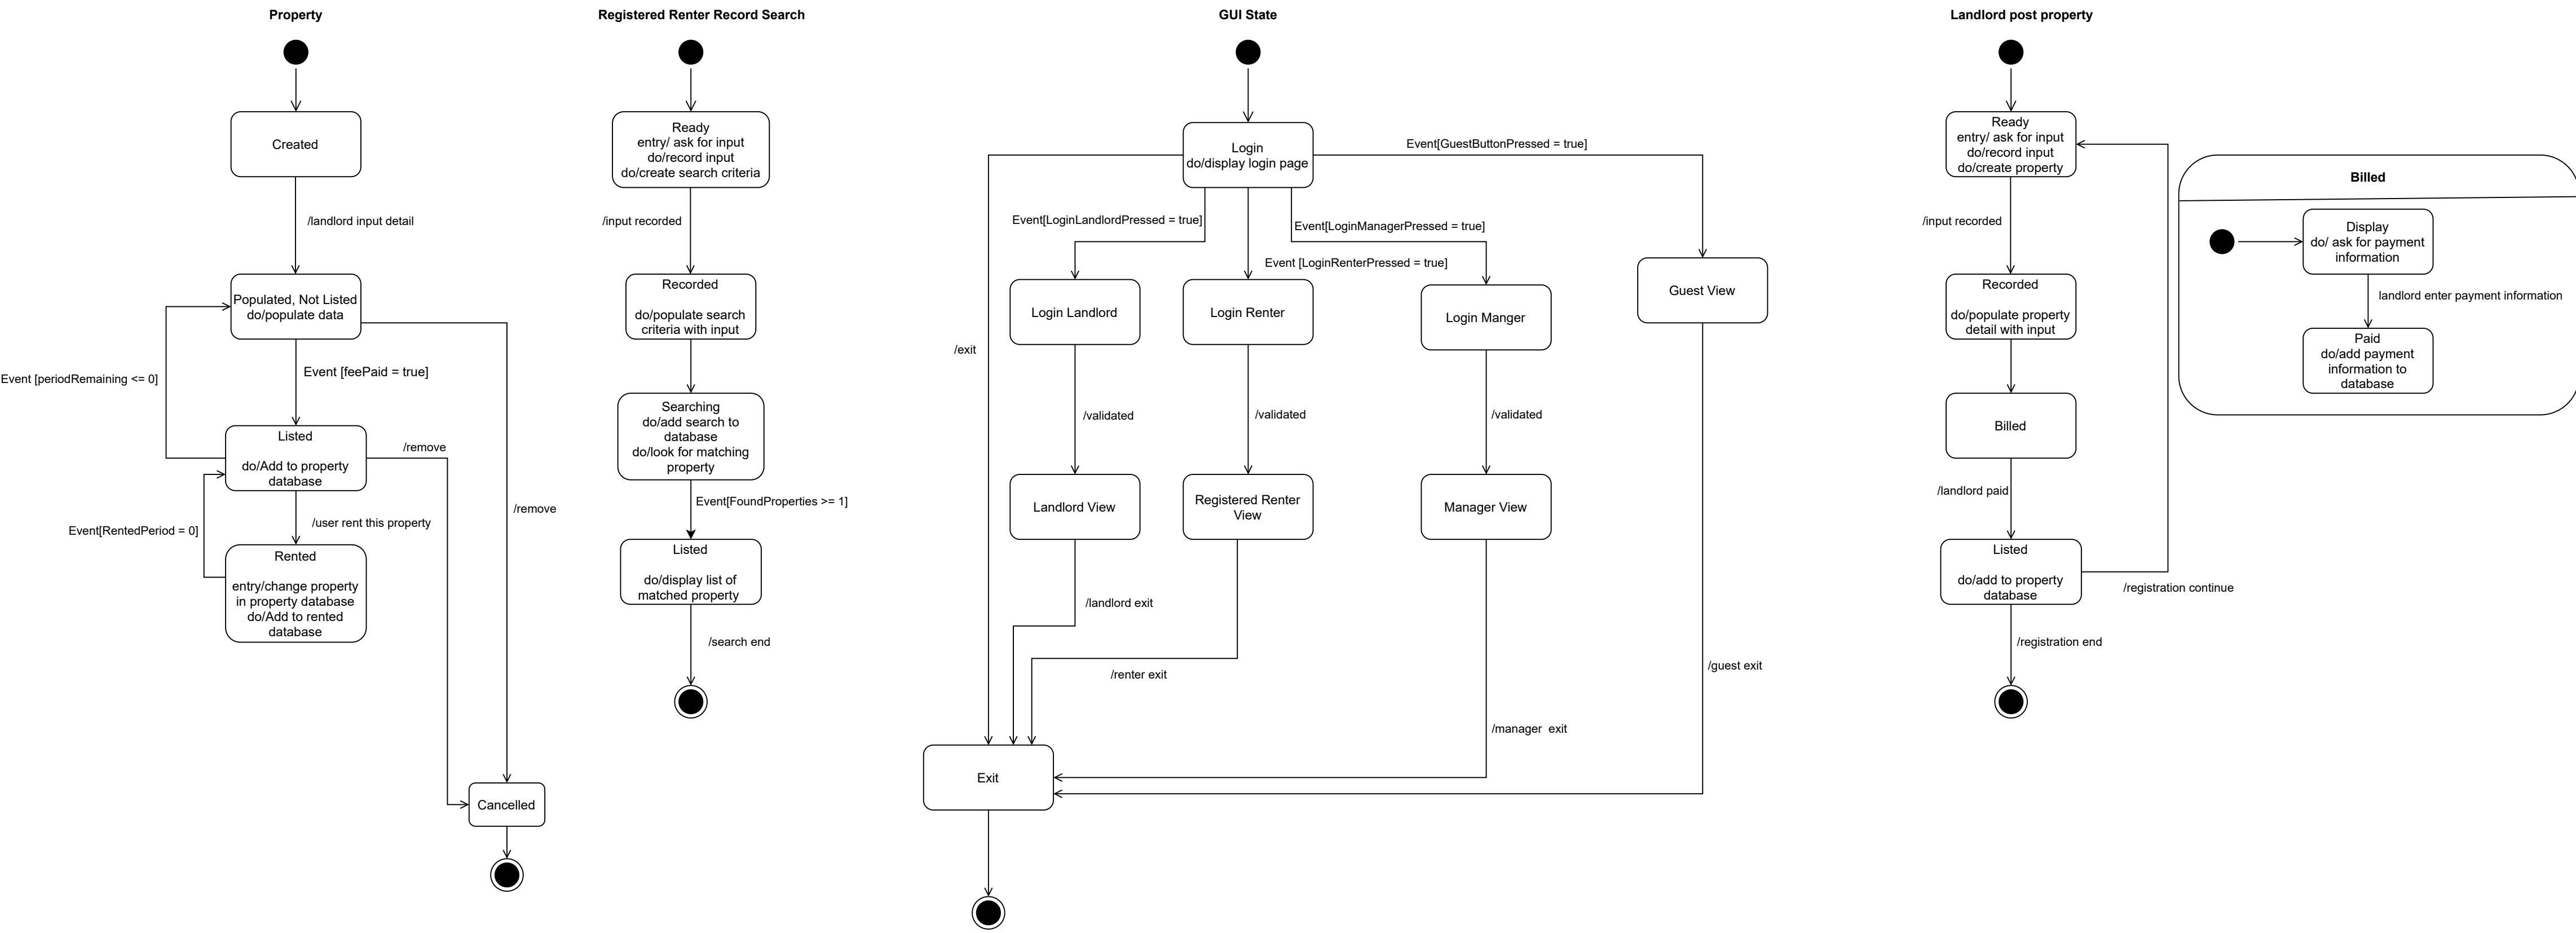 Property
Created
/landlord input detail
Populated, Not Listed
do/populate data
Event [periodRemaining <= 0]
Event [feePaid = true]
Listed
do/Add to property
database
/remove
/remove
Event[RentedPeriod = 0]
/user rent this property
Rented
entry/change property
in property database
do/Add to rented
database
Cancelled
Registered Renter Record Search
Ready
entry/ ask for input
do/record input
do/create search criteria
/input recorded
Recorded
do/populate search
criteria with input
Searching
do/add search to
database
do/look for matching
property
Event[FoundProperties >= 1]
Listed
do/display list of
matched property
/search end
GUI State
Login
do/display login page
Event[GuestButtonPressed = true]
Event[LoginLandlordPressed = true]
Event[LoginManagerPressed = true]
Event [LoginRenterPressed = true]
Login Landlord
Login Renter
Login Manger
Guest View
/exit
/validated
/validated
/validated
Landlord View
Registered Renter
View
Manager View
/landlord exit
/renter exit
/guest exit
/manager  exit
Exit
Landlord post property
Ready
entry/ ask for input
do/record input
do/create property
/input recorded
Recorded
do/populate property
detail with input
Billed
/landlord paid
Listed
do/add to property
database
/registration continue
/registration end
Billed
Display
do/ ask for payment
information
landlord enter payment information
Paid
do/add payment
information to
database